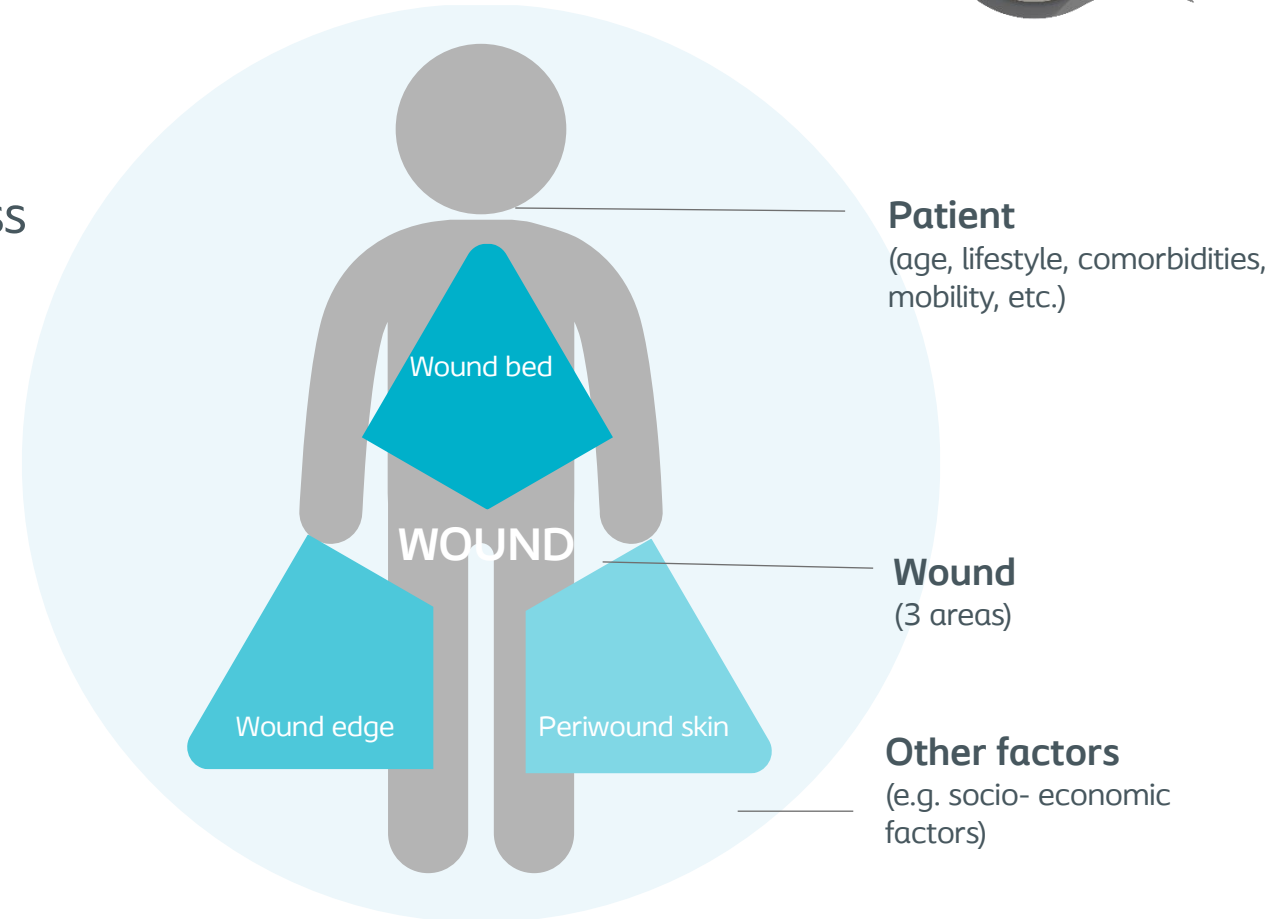 ss
Patient
(age, lifestyle, comorbidities,
mobility, etc.)
Wound bed
WOUND
Wound
(3 areas)
Wound edge
Periwound skin
Other factors
(e.g. socio- economic
factors)